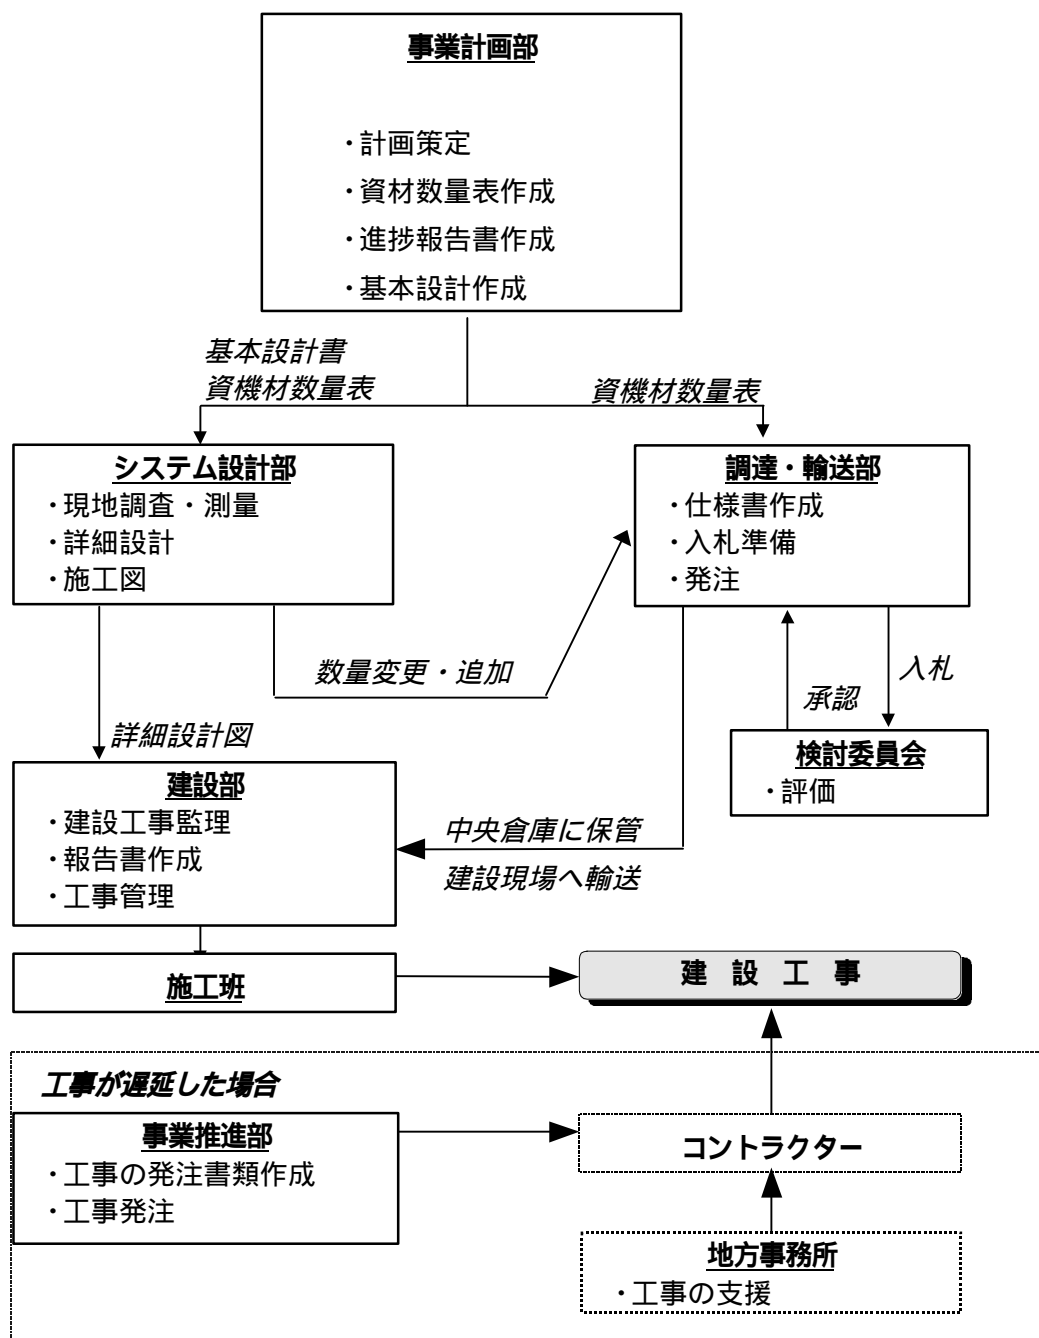 事業計画部
・計画策定
・資材数量表作成
・進捗報告書作成
・基本設計作成
基本設計書
資機材数量表
資機材数量表
システム設計部
・現地調査・測量
・詳細設計
・施工図
調達・輸送部
・仕様書作成
・入札準備
・発注
数量変更・追加
入札
承認
詳細設計図
検討委員会
・評価
建設部
・建設工事監理
・報告書作成
・工事管理
中央倉庫に保管
建設現場へ輸送
施工班
建 設 工 事
工事が遅延した場合
事業推進部
・工事の発注書類作成
・工事発注
コントラクター
地方事務所
・工事の支援